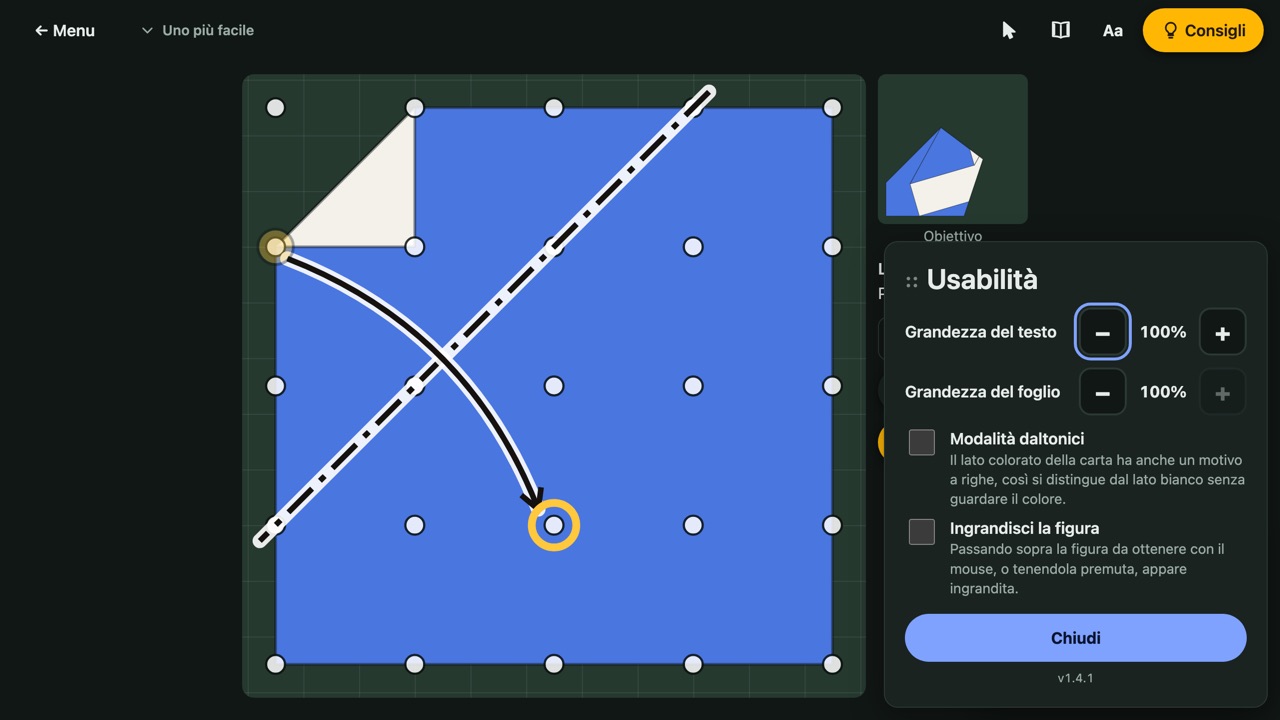 Menu
Uno più facile
Aa
Consigli
Obiettivo
Usabilità
Grandezza del testo
100%
Grandezza del foglio
100%
Modalità daltonici
Il lato colorato della carta ha anche un motivo
a righe, così si distingue dal lato bianco senza
guardare il colore.
Ingrandisci la figura
Passando sopra la figura da ottenere con il
mouse, o tenendola premuta, appare
ingrandita.
Chiudi
v1.4.1